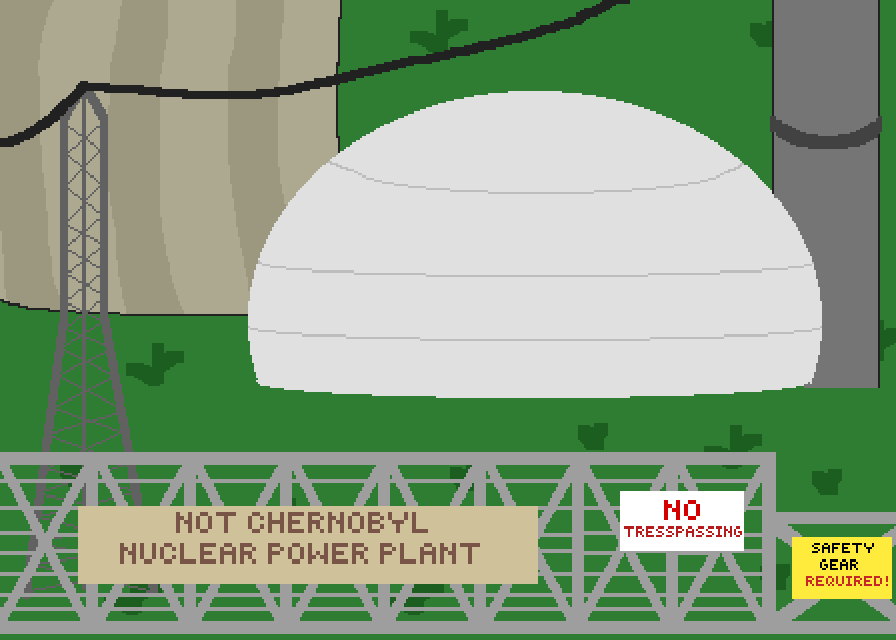 NOT CHERNOBYL
NUCLEAR POWER PLANT
NO
TRESSPASSING
SAFETY
GEAR
REQUIRED!